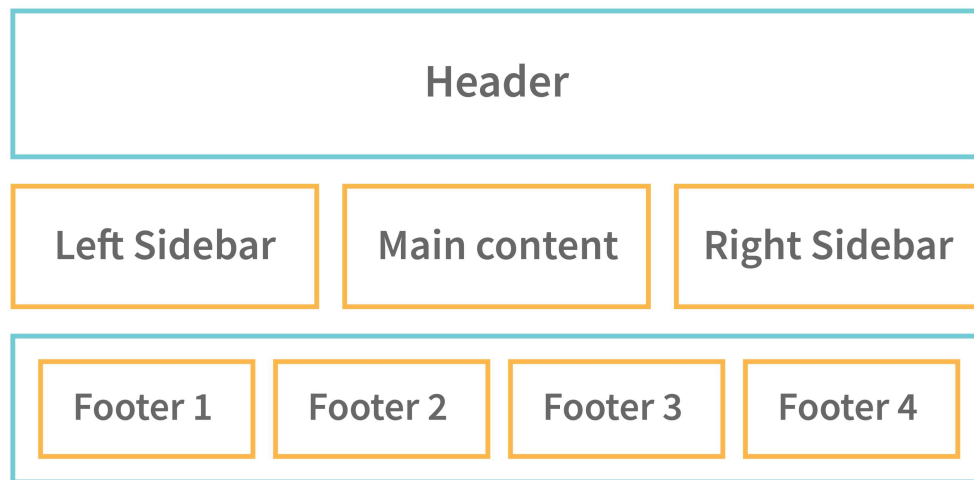 Header
Left Sidebar
Main content
Right Sidebar
Footer 1
Footer 2
Footer 3
Footer 4